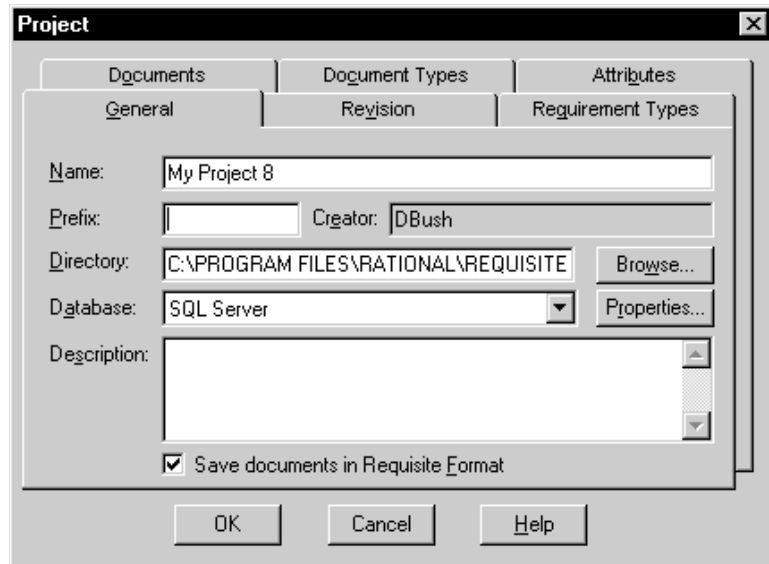 Project
Documents Document Types Attributes
General Revision Requirement Types
Name: My Project 8
Prefix: Creator: DBush
Directory: C:\PROGRAM FILES\RATIONAL\REQUISITE Browse...
Database: SQL Server Properties...
Description:
Save documents in Requisite Format
OK Cancel Help